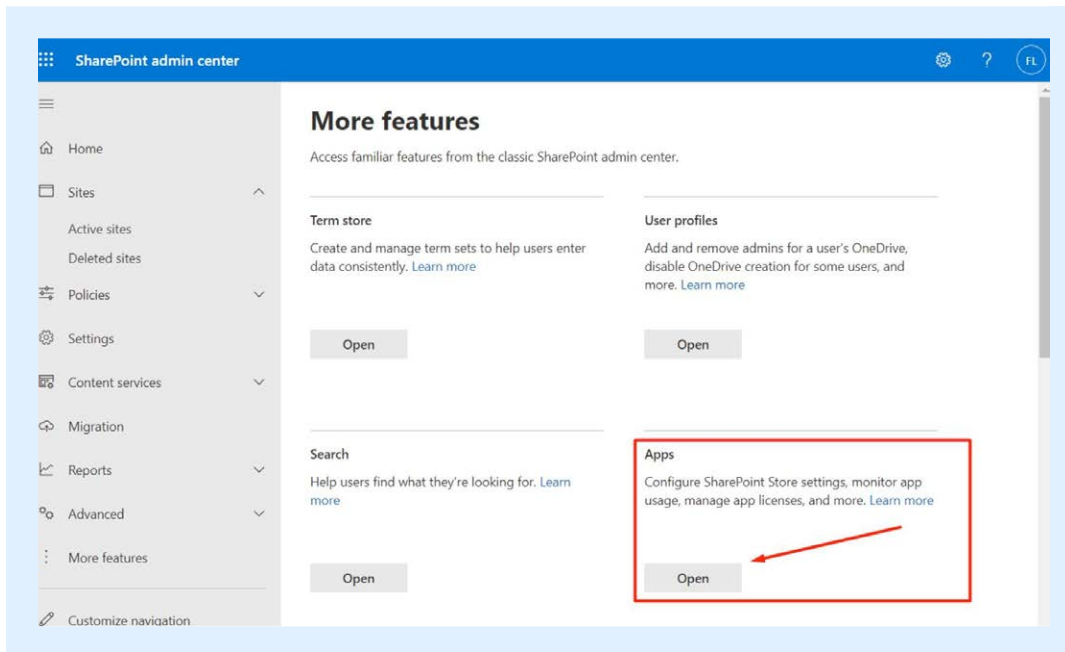 SharePoint admin center
?
FL
Home
Sites
Active sites
Deleted sites
Policies
Settings
Content services
Migration
Reports
Advanced
More features
Customize navigation
More features
Access familiar features from the classic SharePoint admin center.
Term store
Create and manage term sets to help users enter
data consistently. Learn more
Open
User profiles
Add and remove admins for a user's OneDrive,
disable OneDrive creation for some users, and
more. Learn more
Open
Search
Help users find what they're looking for. Learn
more
Open
Apps
Configure SharePoint Store settings, monitor app
usage, manage app licenses, and more. Learn more
Open